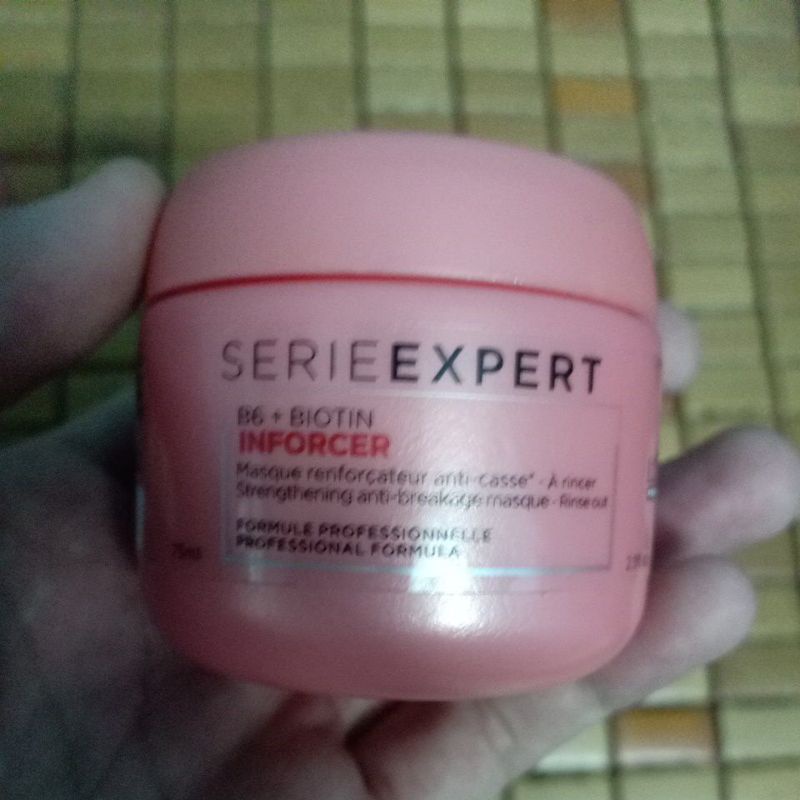 SERIEEXPERT
B6 + BIOTIN
INFORCER
Masque renforçateur anti-casse* - À rincer
Strengthening anti-breakage masque - Rinse out
FORMULE PROFESSIONNELLE
PROFESSIONAL FORMULA
75ml